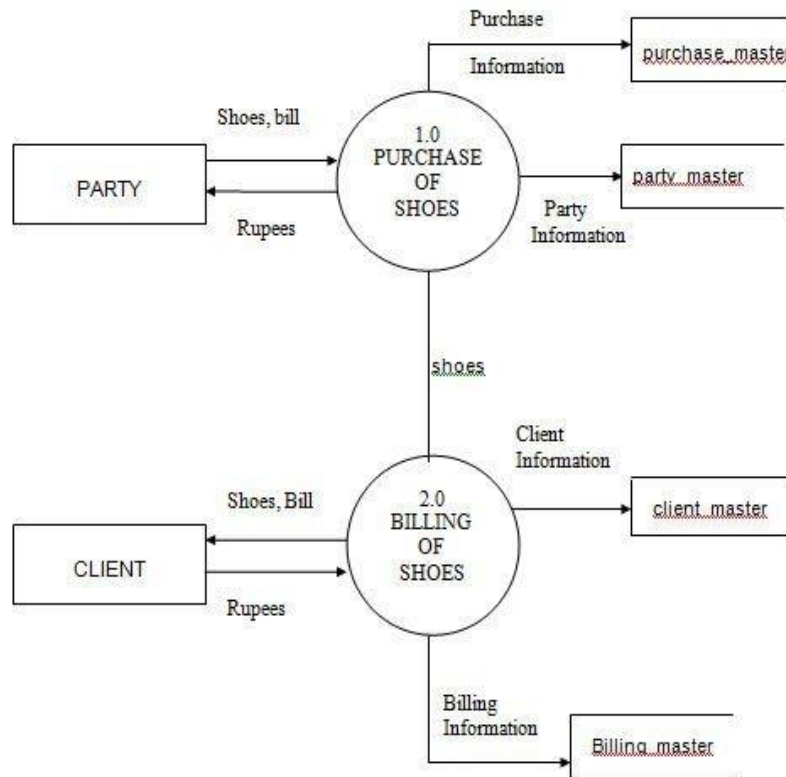 Purchase
Information
purchase_master
Shoes, bill
1.0
PURCHASE
OF
SHOES
PARTY
party_master
Rupees
Party
Information
shoes
Client
Information
Shoes, Bill
2.0
BILLING
OF
SHOES
client_master
CLIENT
Rupees
Billing
Information
Billing_master